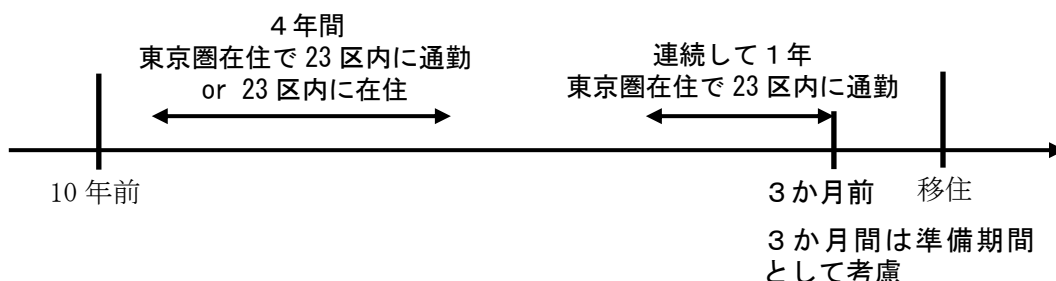 ４年間
東京圏在住で 23 区内に通勤
or 23 区内に在住
連続して１年
東京圏在住で 23 区内に通勤
10 年前
３か月前
移住
３か月間は準備期間
として考慮